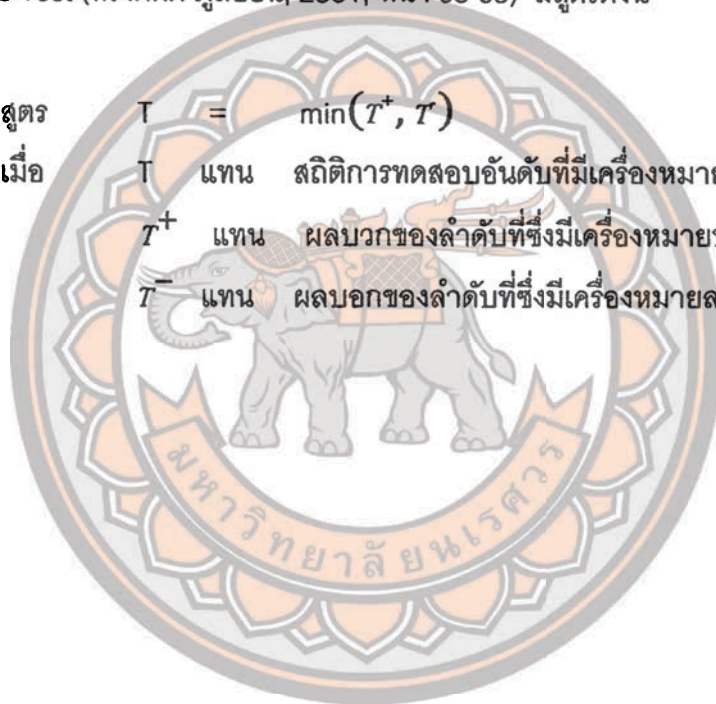 สูตร T = min(T⁺, T)
เมื่อ T แทน สถิติการทดสอบอันดับที่มีเครื่องหมาย
T⁺ แทน ผลบวกของลำดับที่ซึ่งมีเครื่องหมาย
T⁻ แทน ผลบอกของลำดับที่ซึ่งมีเครื่องหมาย
มหาวิทยาลัยนเรศวร